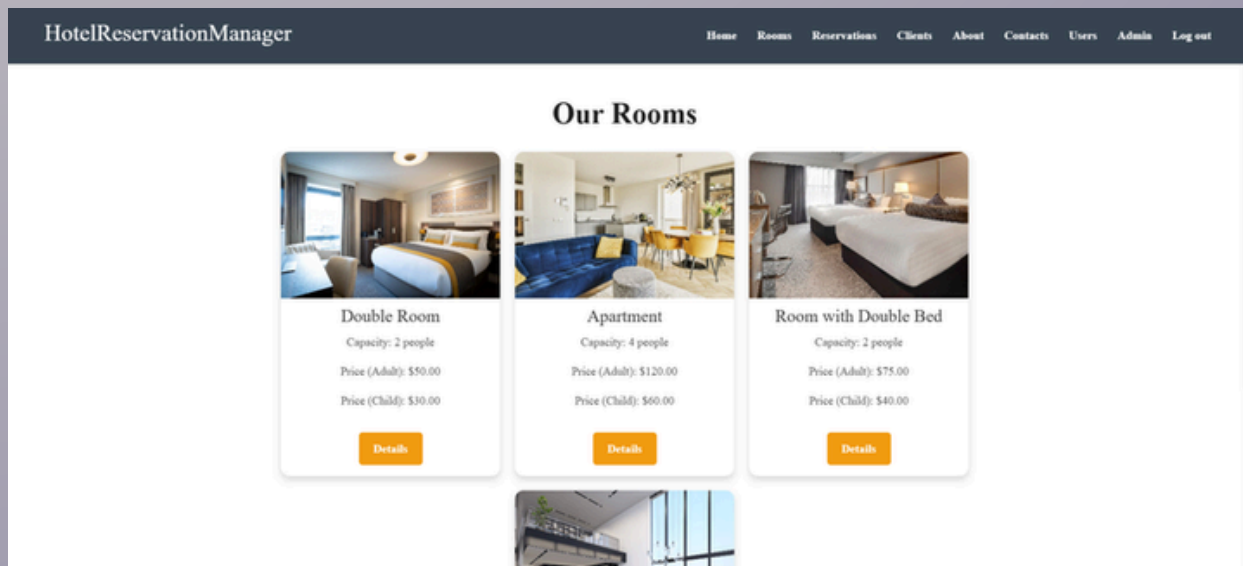 HotelReservationManager
Home Rooms Reservations Clients About Contacts Users Admin Log out
Our Rooms
Double Room
Capacity: 2 people
Price (Adult): $50.00
Price (Child): $30.00
Details
Apartment
Capacity: 4 people
Price (Adult): $120.00
Price (Child): $60.00
Details
Room with Double Bed
Capacity: 2 people
Price (Adult): $75.00
Price (Child): $40.00
Details